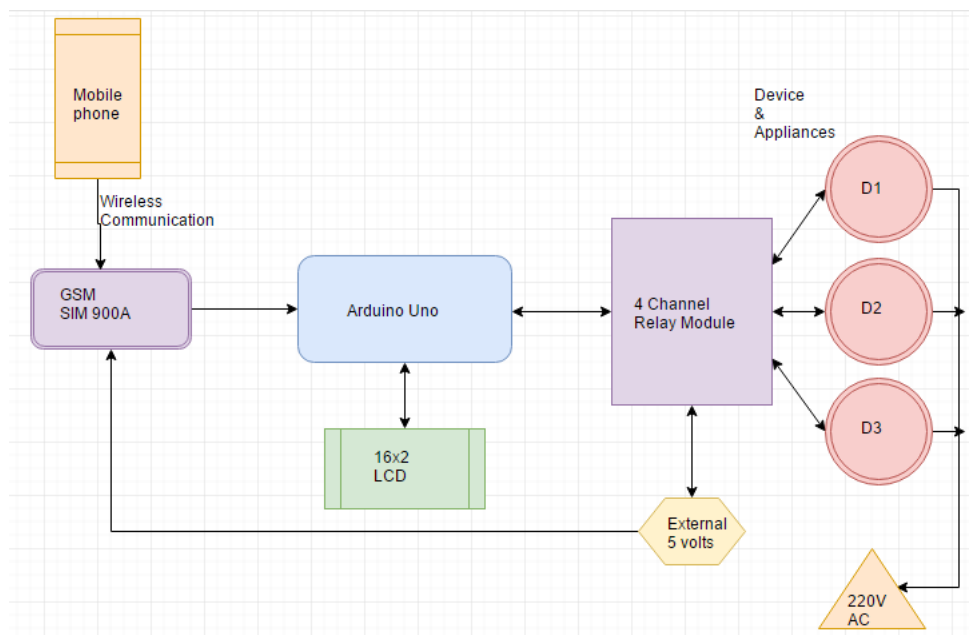 Mobile
phone
Device
&
Appliances
Wireless
Communication
D1
GSM
SIM 900A
Arduino Uno
4 Channel
Relay Module
D2
D3
16x2
LCD
External
5 volts
220V
AC